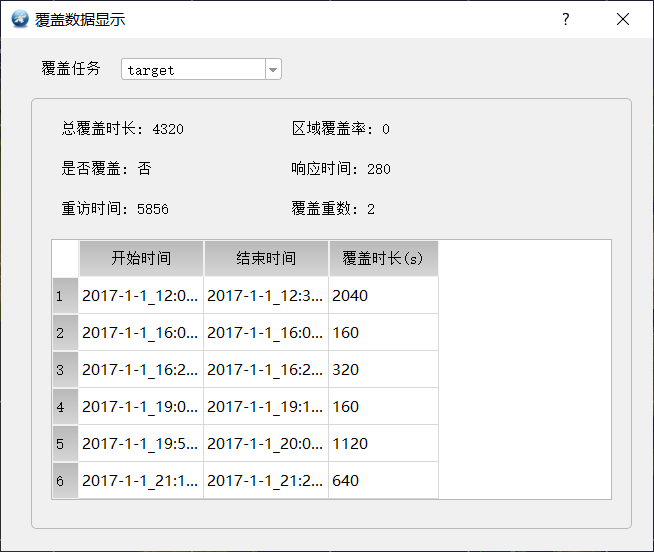 覆盖数据显示
覆盖任务 target
总覆盖时长: 4320 区域覆盖率: 0
是否覆盖: 否 响应时间: 280
重访时间: 5856 覆盖重数: 2
开始时间 结束时间 覆盖时长(s)
1 2017-1-1_12:0... 2017-1-1_12:3... 2040
2 2017-1-1_16:0... 2017-1-1_16:0... 160
3 2017-1-1_16:2... 2017-1-1_16:2... 320
4 2017-1-1_19:0... 2017-1-1_19:1... 160
5 2017-1-1_19:5... 2017-1-1_20:0... 1120
6 2017-1-1_21:1... 2017-1-1_21:2... 640